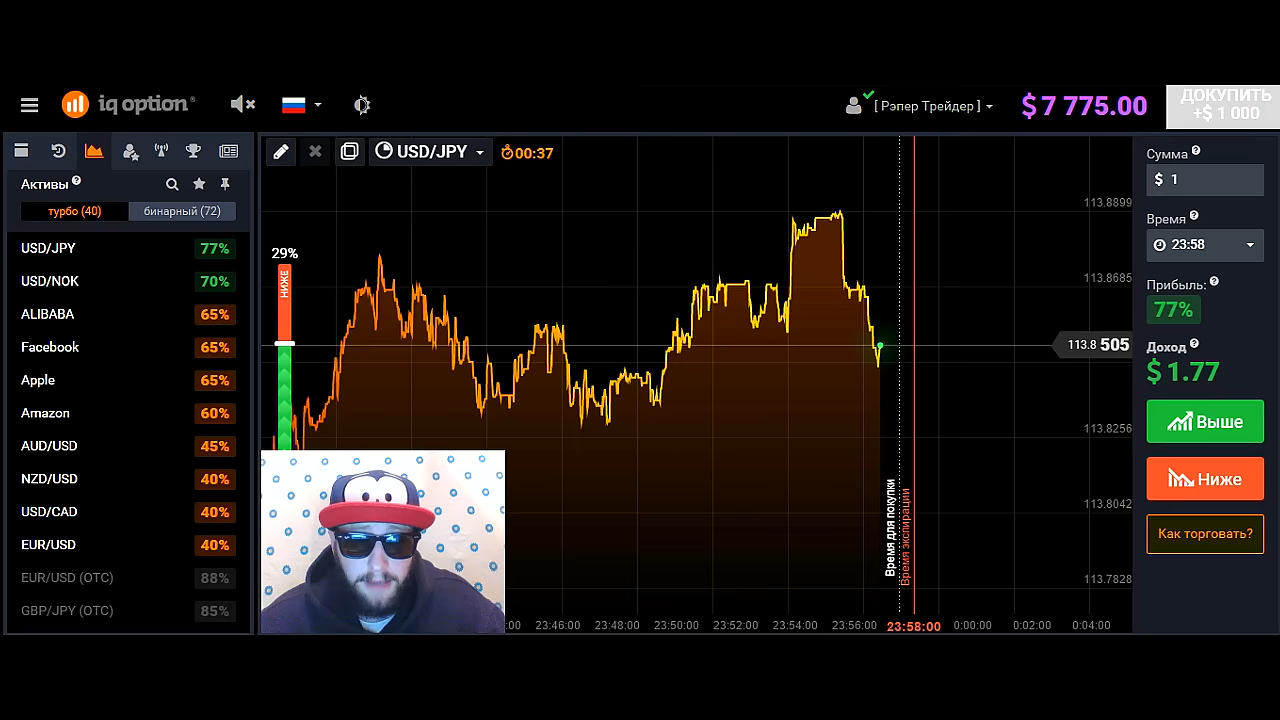 iq option®
[ Рэпер Трейдер ]
$ 7 775.00
ДОКУПИТЬ
+$ 1 000
Активы ?
турбо (40)
бинарный (72)
USD/JPY 77%
USD/NOK 70%
ALIBABA 65%
Facebook 65%
Apple 65%
Amazon 60%
AUD/USD 45%
NZD/USD 40%
USD/CAD 40%
EUR/USD 40%
EUR/USD (OTC) 88%
GBP/JPY (OTC) 85%
USD/JPY
00:37
29%
НИЖЕ
113.8899
113.8685
113.8 505
113.8256
113.8042
113.7828
Время для покупки
Время экспирации
:00 23:46:00 23:48:00 23:50:00 23:52:00 23:54:00 23:56:00 23:58:00 0:00:00 0:02:00 0:04:00
Сумма ?
$ 1
Время ?
23:58
Прибыль: ?
77%
Доход ?
$ 1.77
Выше
Ниже
Как торговать?